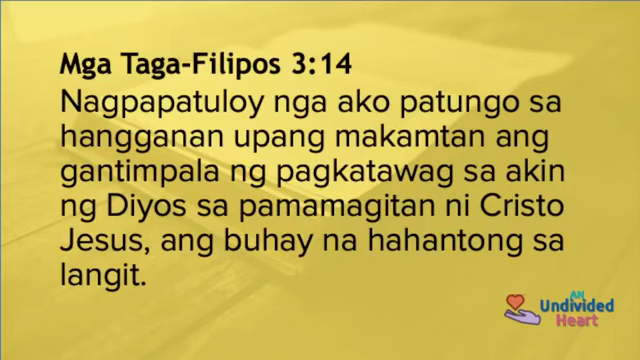 Mga Taga-Filipos 3:14
Nagpapatuloy nga ako patungo sa
hangganan upang makamtan ang
gantimpala ng pagkatawag sa akin
ng Diyos sa pamamagitan ni Cristo
Jesus, ang buhay na hahantong sa
langit.
AN
Undivided
Heart